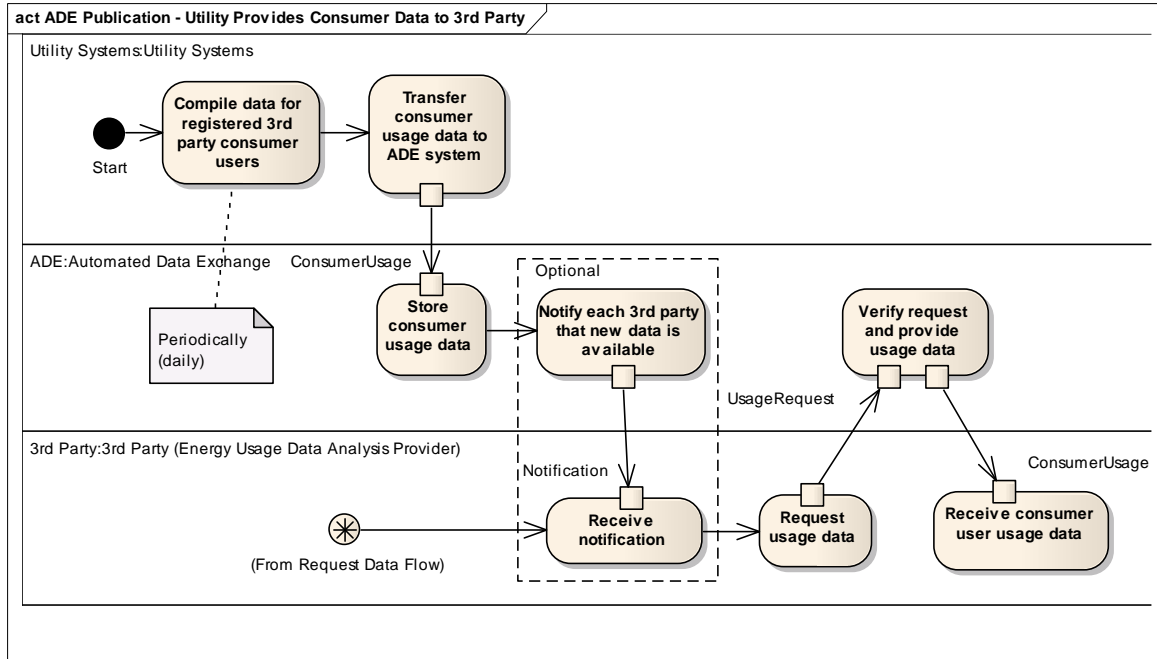 act ADE Publication - Utility Provides Consumer Data to 3rd Party
Utility Systems:Utility Systems
Start
Compile data for
registered 3rd
party consumer
users
Transfer
consumer
usage data to
ADE system
ADE:Automated Data Exchange
ConsumerUsage
Periodically
(daily)
Store
consumer
usage data
Optional
Notify each 3rd party
that new data is
available
Verify request
and provide
usage data
UsageRequest
3rd Party:3rd Party (Energy Usage Data Analysis Provider)
Notification
ConsumerUsage
(From Request Data Flow)
Receive
notification
Request
usage data
Receive consumer
user usage data